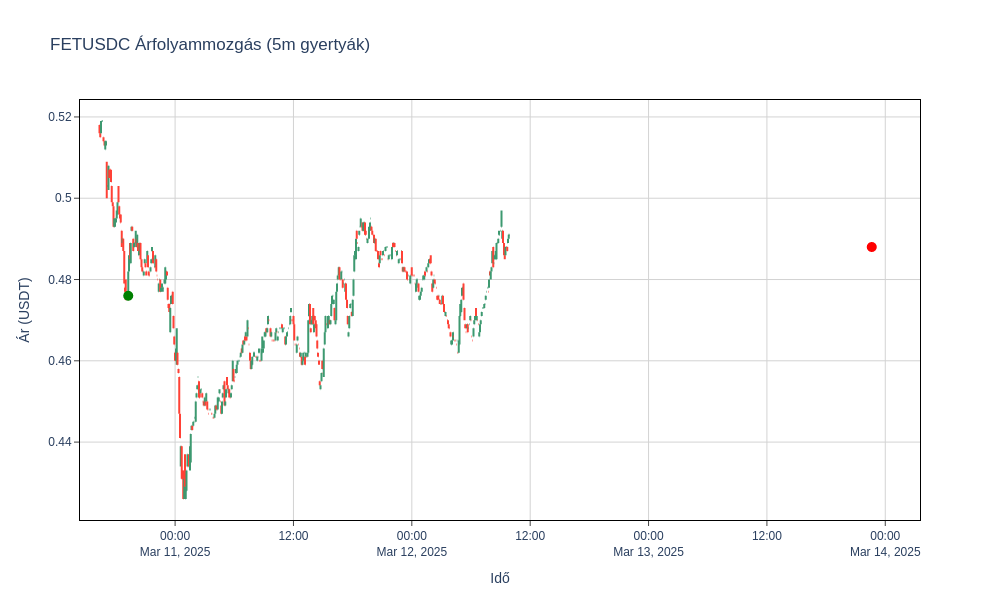 FETUSDC Árfolyammozgás (5m gyertyák)
0.52
0.5
0.48
0.46
0.44
Ár (USDT)
00:00 12:00 00:00 12:00 00:00 12:00 00:00
Mar 11, 2025 Mar 12, 2025 Mar 13, 2025 Mar 14, 2025
Idő